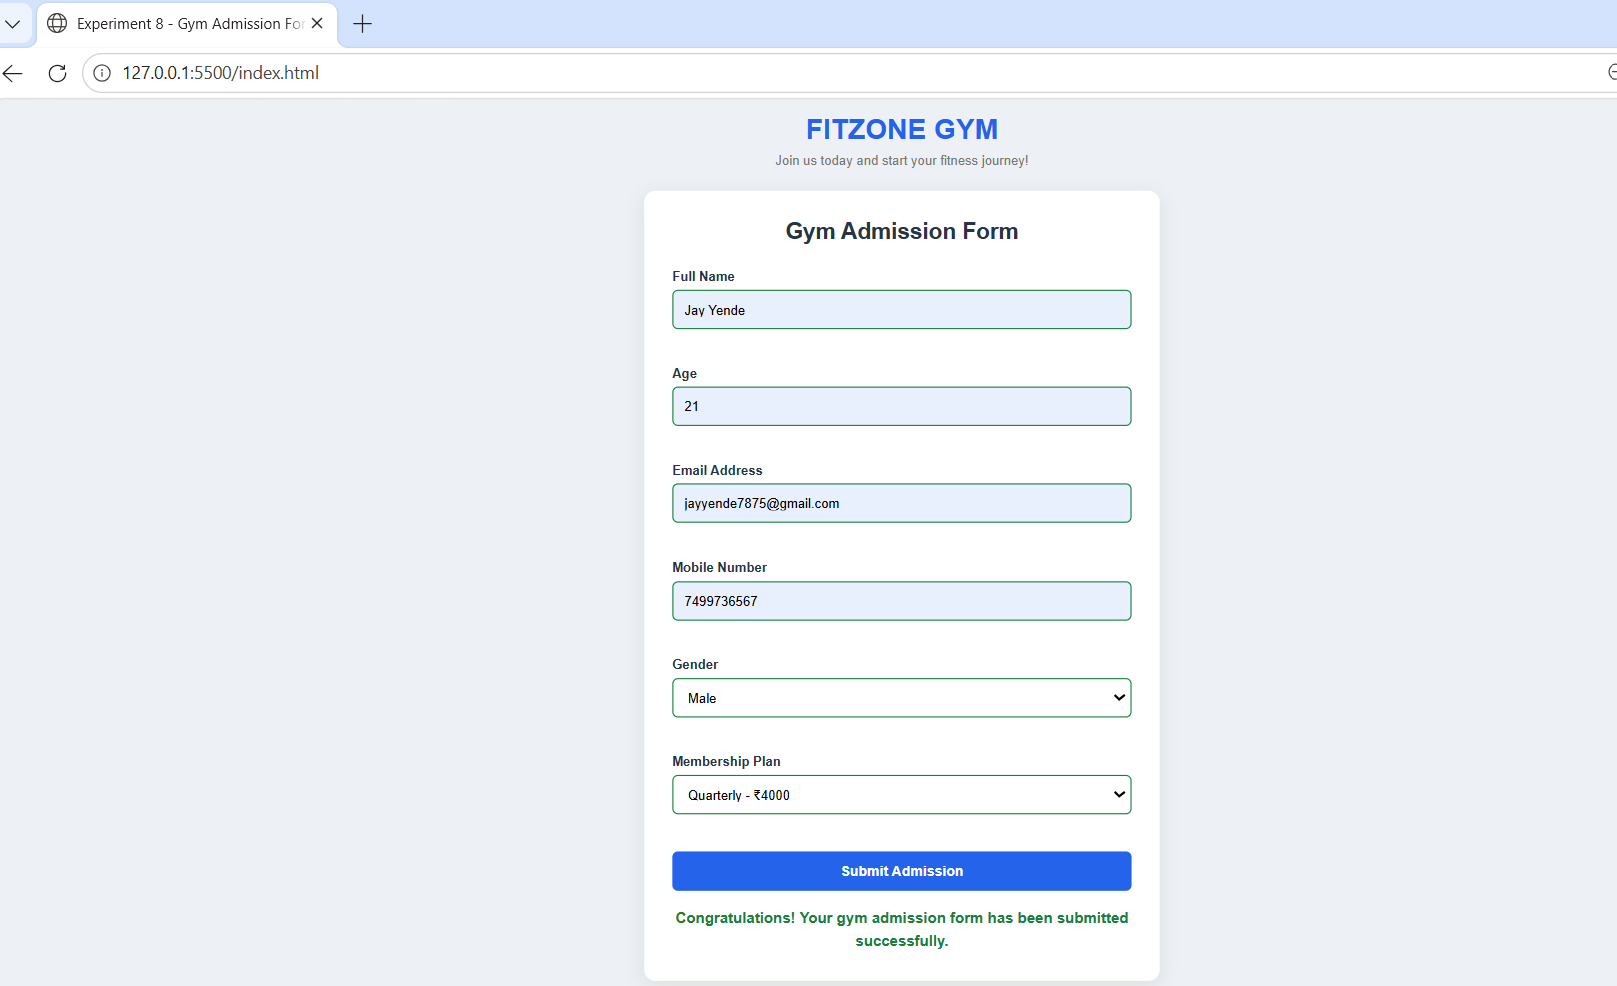 Experiment 8 - Gym Admission For
127.0.0.1:5500/index.html
FITZONE GYM
Join us today and start your fitness journey!
Gym Admission Form
Full Name
Jay Yende
Age
21
Email Address
jayyende7875@gmail.com
Mobile Number
7499736567
Gender
Male
Membership Plan
Quarterly - ₹4000
Submit Admission
Congratulations! Your gym admission form has been submitted
successfully.